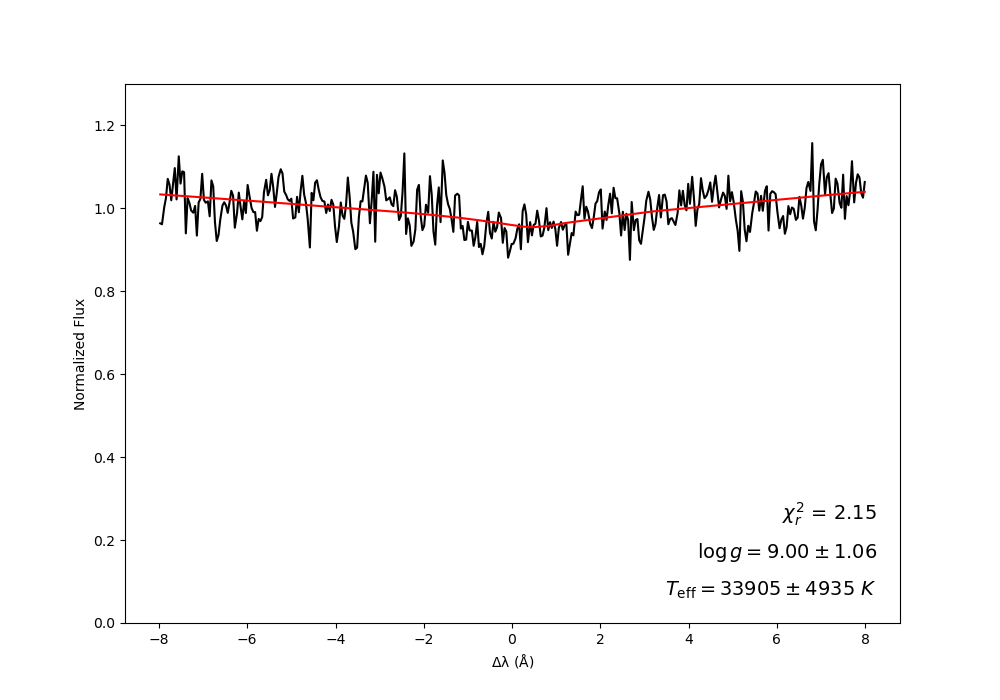 Normalized Flux
1.2
1.0
0.8
0.6
0.4
0.2
0.0
χ²ᵣ = 2.15
log g = 9.00 ± 1.06
T_eff = 33905 ± 4935 K
−8 −6 −4 −2 0 2 4 6 8
Δλ (Å)